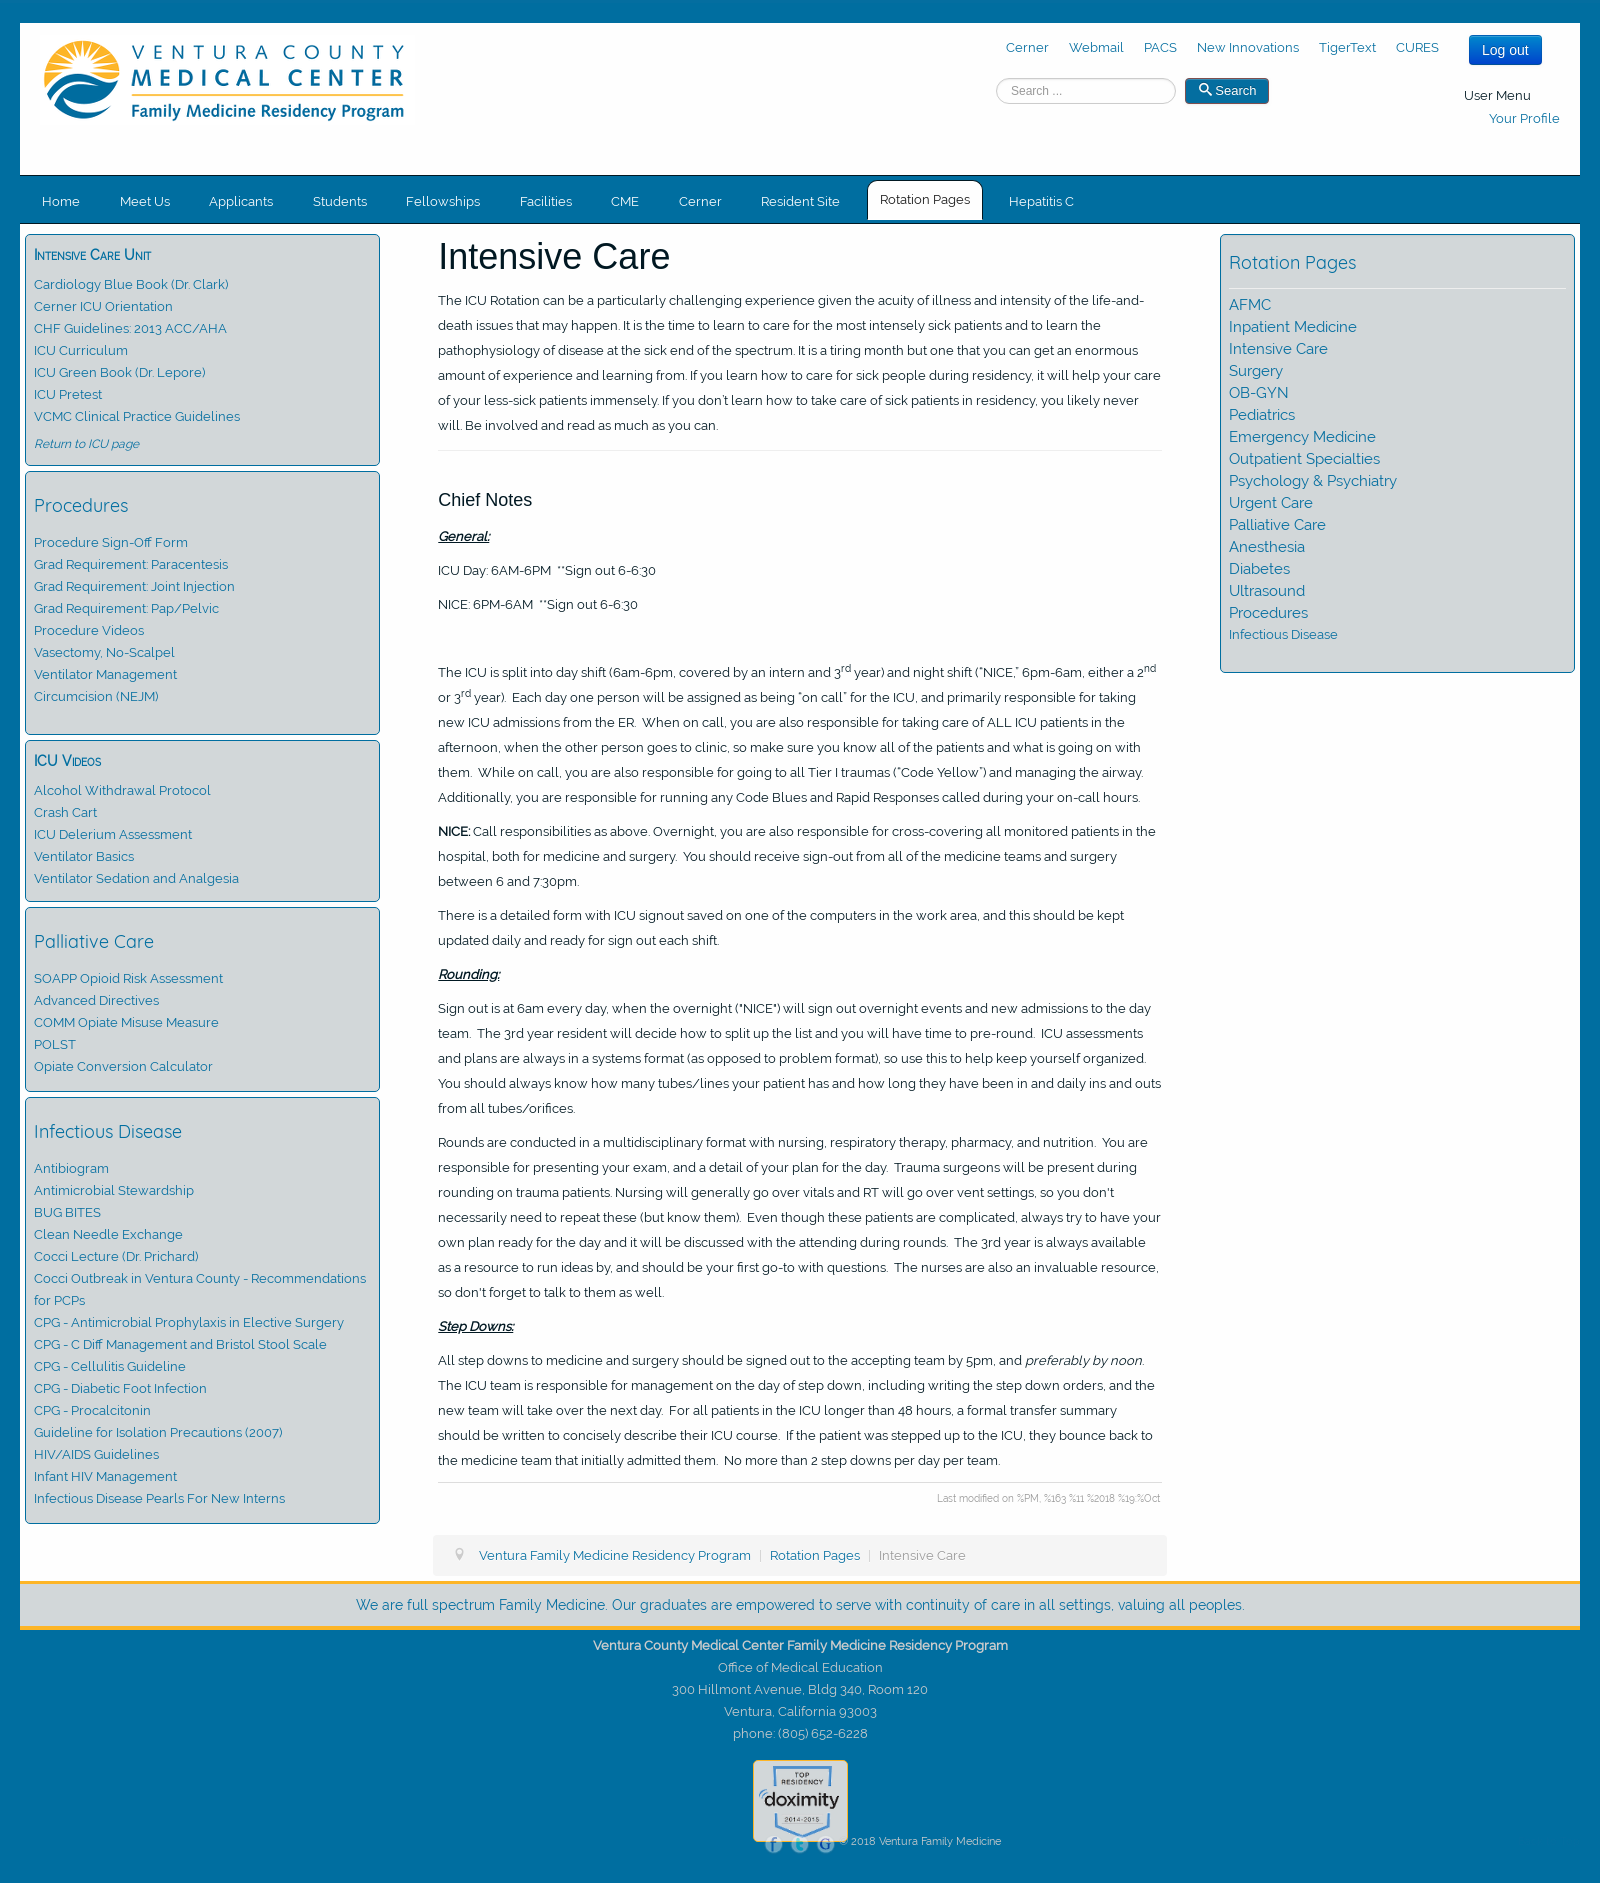 VENTURA COUNTY
MEDICAL CENTER
Family Medicine Residency Program
Cerner Webmail PACS New Innovations TigerText CURES
Log out
Search ...
Search
User Menu
Your Profile
Home Meet Us Applicants Students Fellowships Facilities CME Cerner Resident Site Rotation Pages Hepatitis C
Intensive Care Unit
Cardiology Blue Book (Dr. Clark)
Cerner ICU Orientation
CHF Guidelines: 2013 ACC/AHA
ICU Curriculum
ICU Green Book (Dr. Lepore)
ICU Pretest
VCMC Clinical Practice Guidelines
Return to ICU page
Procedures
Procedure Sign-Off Form
Grad Requirement: Paracentesis
Grad Requirement: Joint Injection
Grad Requirement: Pap/Pelvic
Procedure Videos
Vasectomy, No-Scalpel
Ventilator Management
Circumcision (NEJM)
ICU Videos
Alcohol Withdrawal Protocol
Crash Cart
ICU Delerium Assessment
Ventilator Basics
Ventilator Sedation and Analgesia
Palliative Care
SOAPP Opioid Risk Assessment
Advanced Directives
COMM Opiate Misuse Measure
POLST
Opiate Conversion Calculator
Infectious Disease
Antibiogram
Antimicrobial Stewardship
BUG BITES
Clean Needle Exchange
Cocci Lecture (Dr. Prichard)
Cocci Outbreak in Ventura County - Recommendations
for PCPs
CPG - Antimicrobial Prophylaxis in Elective Surgery
CPG - C Diff Management and Bristol Stool Scale
CPG - Cellulitis Guideline
CPG - Diabetic Foot Infection
CPG - Procalcitonin
Guideline for Isolation Precautions (2007)
HIV/AIDS Guidelines
Infant HIV Management
Infectious Disease Pearls For New Interns
Intensive Care
The ICU Rotation can be a particularly challenging experience given the acuity of illness and intensity of the life-and-
death issues that may happen. It is the time to learn to care for the most intensely sick patients and to learn the
pathophysiology of disease at the sick end of the spectrum. It is a tiring month but one that you can get an enormous
amount of experience and learning from. If you learn how to care for sick people during residency, it will help your care
of your less-sick patients immensely. If you don't learn how to take care of sick patients in residency, you likely never
will. Be involved and read as much as you can.
Chief Notes
General:
ICU Day: 6AM-6PM **Sign out 6-6:30
NICE: 6PM-6AM **Sign out 6-6:30
The ICU is split into day shift (6am-6pm, covered by an intern and 3rd year) and night shift ("NICE," 6pm-6am, either a 2nd
or 3rd year). Each day one person will be assigned as being "on call" for the ICU, and primarily responsible for taking
new ICU admissions from the ER. When on call, you are also responsible for taking care of ALL ICU patients in the
afternoon, when the other person goes to clinic, so make sure you know all of the patients and what is going on with
them. While on call, you are also responsible for going to all Tier I traumas ("Code Yellow") and managing the airway.
Additionally, you are responsible for running any Code Blues and Rapid Responses called during your on-call hours.
NICE: Call responsibilities as above. Overnight, you are also responsible for cross-covering all monitored patients in the
hospital, both for medicine and surgery. You should receive sign-out from all of the medicine teams and surgery
between 6 and 7:30pm.
There is a detailed form with ICU signout saved on one of the computers in the work area, and this should be kept
updated daily and ready for sign out each shift.
Rounding:
Sign out is at 6am every day, when the overnight ("NICE") will sign out overnight events and new admissions to the day
team. The 3rd year resident will decide how to split up the list and you will have time to pre-round. ICU assessments
and plans are always in a systems format (as opposed to problem format), so use this to help keep yourself organized.
You should always know how many tubes/lines your patient has and how long they have been in and daily ins and outs
from all tubes/orifices.
Rounds are conducted in a multidisciplinary format with nursing, respiratory therapy, pharmacy, and nutrition. You are
responsible for presenting your exam, and a detail of your plan for the day. Trauma surgeons will be present during
rounding on trauma patients. Nursing will generally go over vitals and RT will go over vent settings, so you don't
necessarily need to repeat these (but know them). Even though these patients are complicated, always try to have your
own plan ready for the day and it will be discussed with the attending during rounds. The 3rd year is always available
as a resource to run ideas by, and should be your first go-to with questions. The nurses are also an invaluable resource,
so don't forget to talk to them as well.
Step Downs:
All step downs to medicine and surgery should be signed out to the accepting team by 5pm, and preferably by noon.
The ICU team is responsible for management on the day of step down, including writing the step down orders, and the
new team will take over the next day. For all patients in the ICU longer than 48 hours, a formal transfer summary
should be written to concisely describe their ICU course. If the patient was stepped up to the ICU, they bounce back to
the medicine team that initially admitted them. No more than 2 step downs per day per team.
Last modified on %PM, %163 %11 %2018 %19:%Oct
Ventura Family Medicine Residency Program | Rotation Pages | Intensive Care
Rotation Pages
AFMC
Inpatient Medicine
Intensive Care
Surgery
OB-GYN
Pediatrics
Emergency Medicine
Outpatient Specialties
Psychology & Psychiatry
Urgent Care
Palliative Care
Anesthesia
Diabetes
Ultrasound
Procedures
Infectious Disease
We are full spectrum Family Medicine. Our graduates are empowered to serve with continuity of care in all settings, valuing all peoples.
Ventura County Medical Center Family Medicine Residency Program
Office of Medical Education
300 Hillmont Avenue, Bldg 340, Room 120
Ventura, California 93003
phone: (805) 652-6228
TOP
RESIDENCY
doximity
2014-2015
f t G © 2018 Ventura Family Medicine